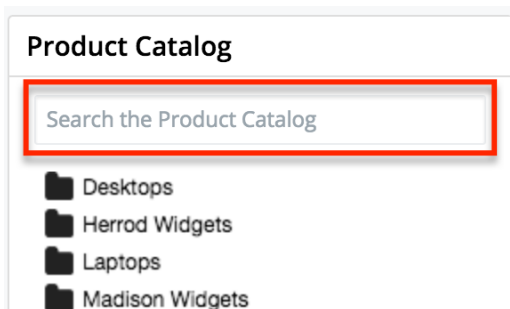 Product Catalog
Search the Product Catalog
Desktops
Herrod Widgets
Laptops
Madison Widgets